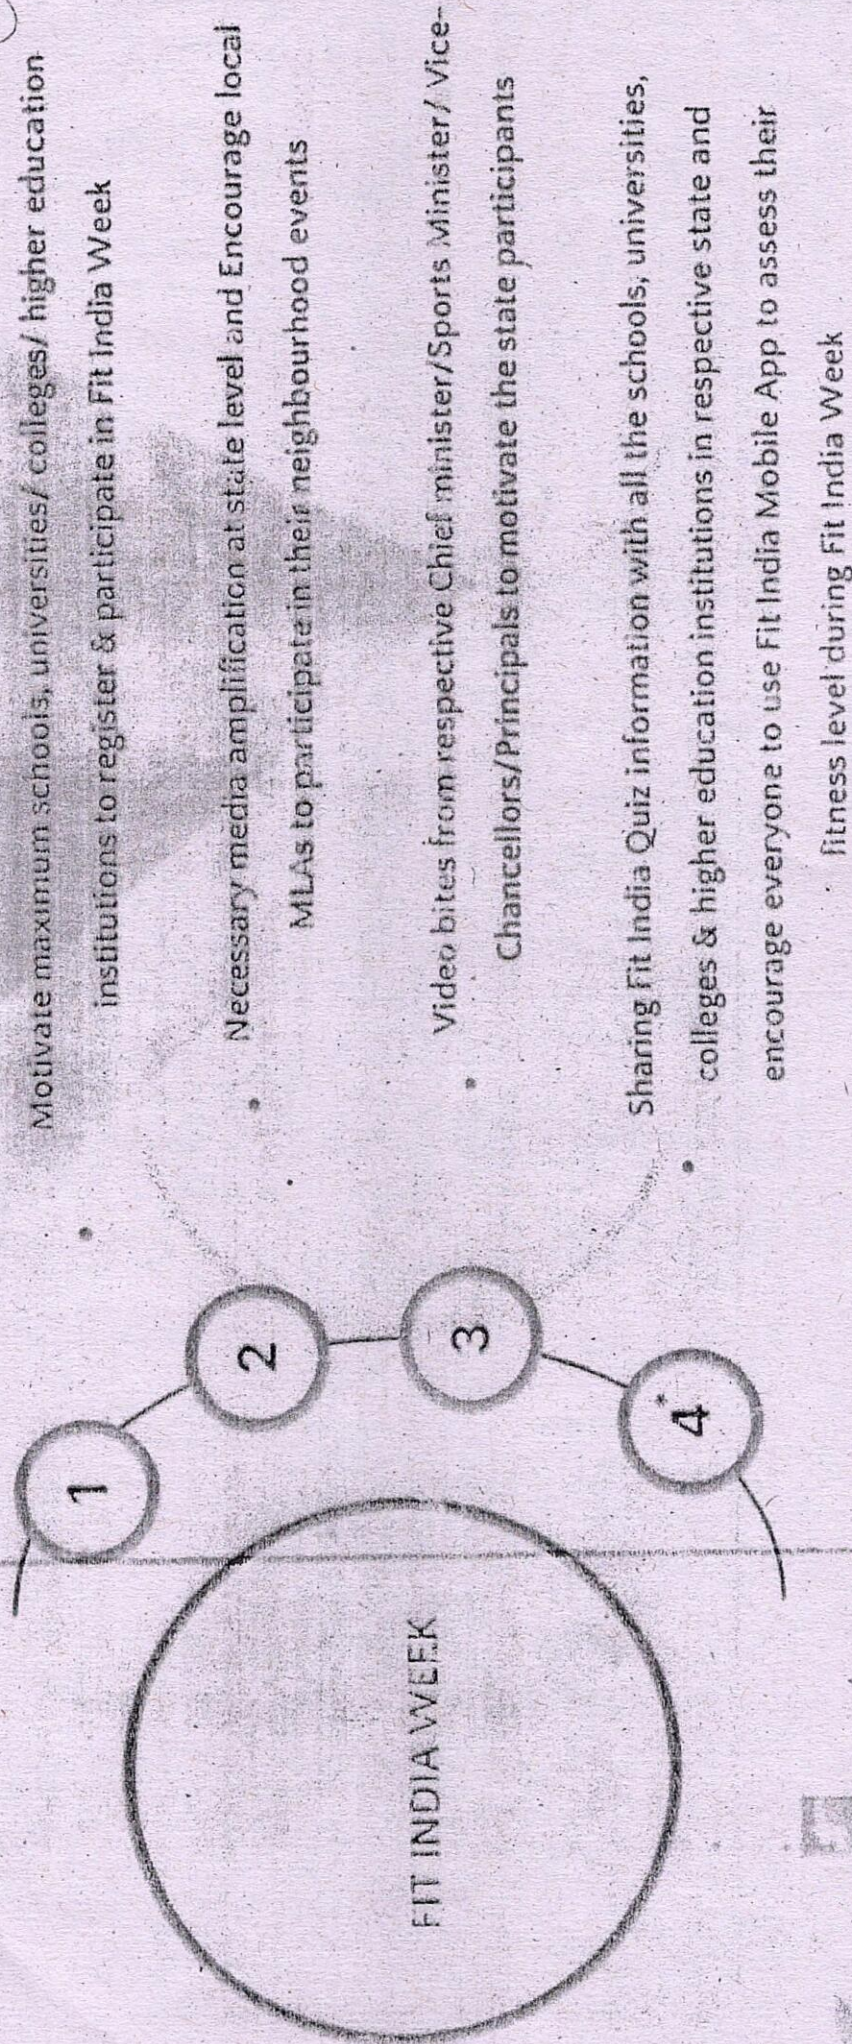 FIT INDIA WEEK
1
Motivate maximum schools, universities/ colleges/ higher education
institutions to register & participate in Fit India Week
2
Necessary media amplification at state level and Encourage local
MLAs to participate in their neighbourhood events
3
Video bites from respective Chief minister/Sports Minister/ Vice-
Chancellors/Principals to motivate the state participants
4
Sharing Fit India Quiz information with all the schools, universities,
colleges & higher education institutions in respective state and
encourage everyone to use Fit India Mobile App to assess their
fitness level during Fit India Week